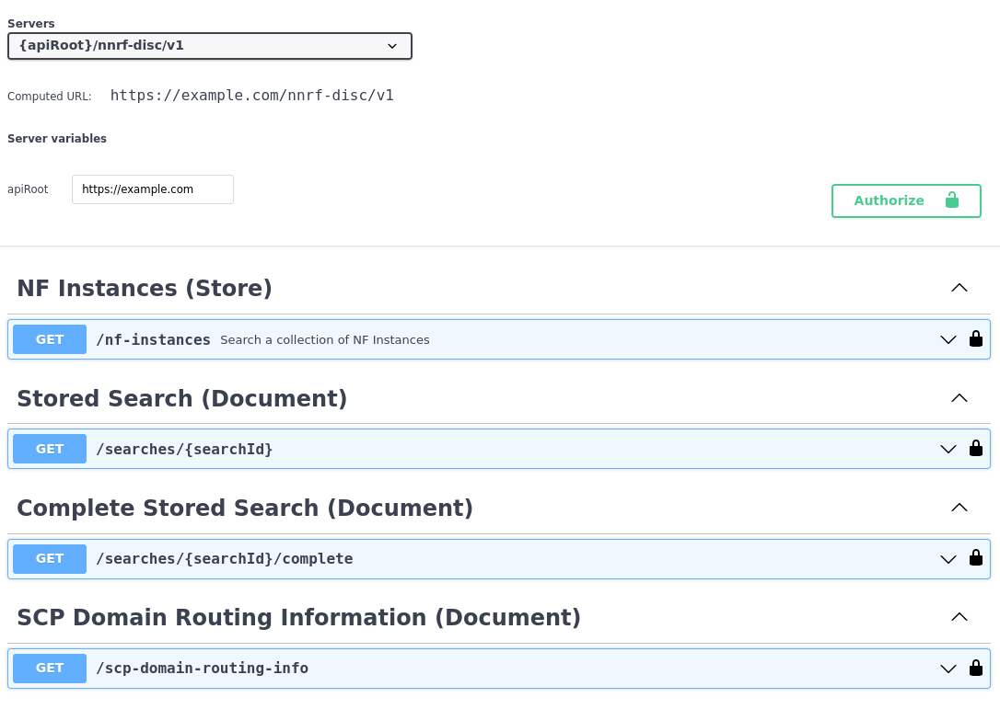 Servers
{apiRoot}/nnrf-disc/v1
Computed URL: https://example.com/nnrf-disc/v1
Server variables
apiRoot https://example.com
Authorize
NF Instances (Store)
GET /nf-instances Search a collection of NF Instances
Stored Search (Document)
GET /searches/{searchId}
Complete Stored Search (Document)
GET /searches/{searchId}/complete
SCP Domain Routing Information (Document)
GET /scp-domain-routing-info